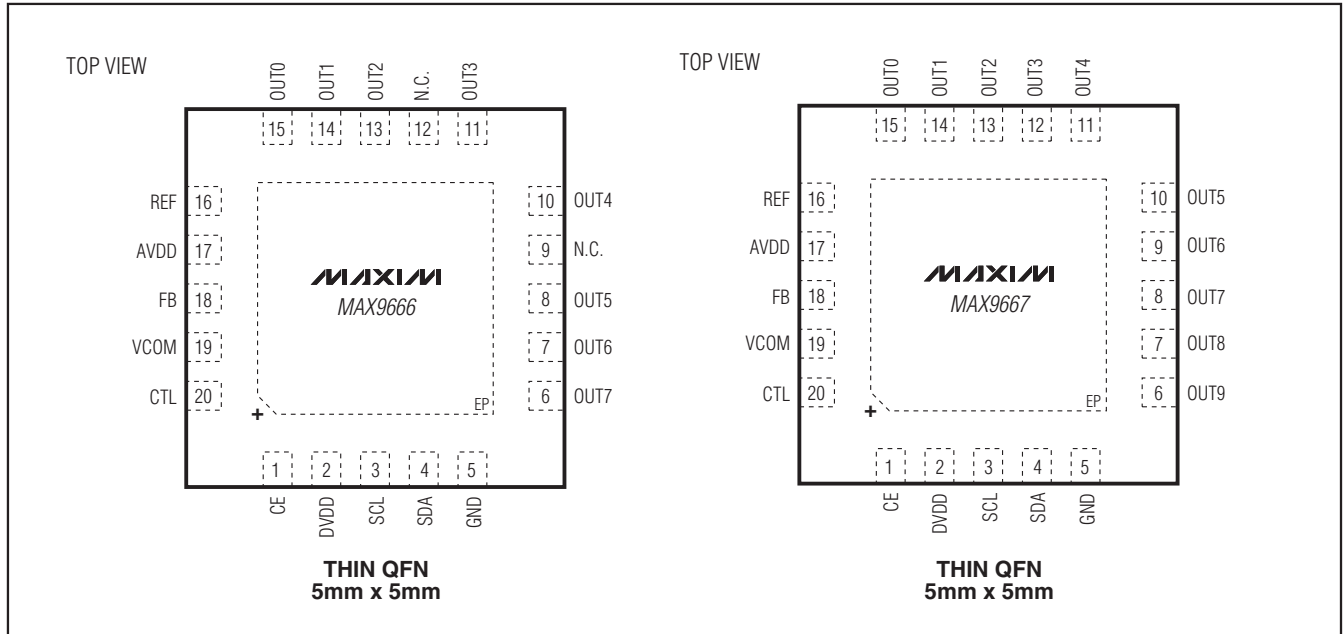 TOP VIEW
OUT0 OUT1 OUT2 N.C. OUT3
15 14 13 12 11
REF 16
AVDD 17
FB 18
VCOM 19
CTL 20
10 OUT4
9 N.C.
8 OUT5
7 OUT6
6 OUT7
MAXIM
MAX9666
EP
+
1 2 3 4 5
CE DVDD SCL SDA GND
THIN QFN
5mm x 5mm
TOP VIEW
OUT0 OUT1 OUT2 OUT3 OUT4
15 14 13 12 11
REF 16
AVDD 17
FB 18
VCOM 19
CTL 20
10 OUT5
9 OUT6
8 OUT7
7 OUT8
6 OUT9
MAXIM
MAX9667
EP
+
1 2 3 4 5
CE DVDD SCL SDA GND
THIN QFN
5mm x 5mm